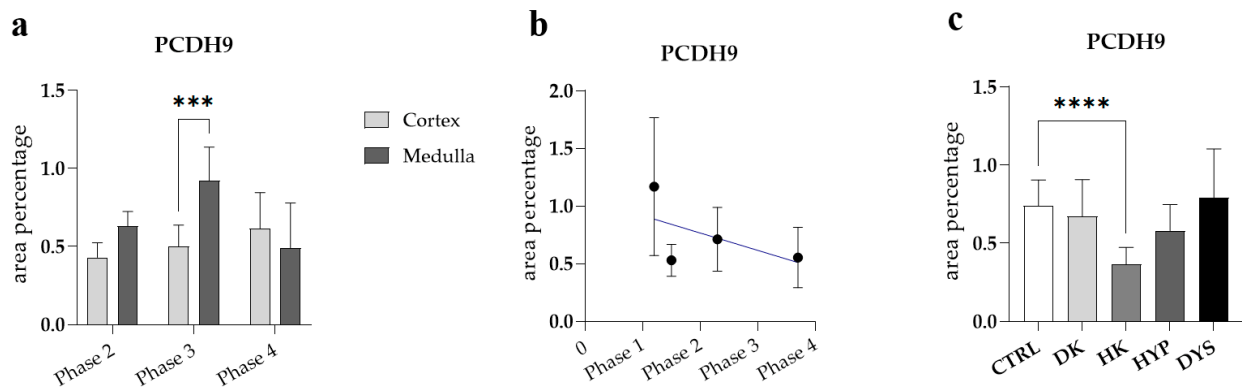 a
PCDH9
area percentage
1.5
1.0
0.5
0.0
***
Phase 2
Phase 3
Phase 4
Cortex
Medulla
b
PCDH9
area percentage
2.0
1.5
1.0
0.5
0.0
0
Phase 1
Phase 2
Phase 3
Phase 4
c
PCDH9
area percentage
1.5
1.0
0.5
0.0
****
CTRL
DK
HK
HYP
DYS